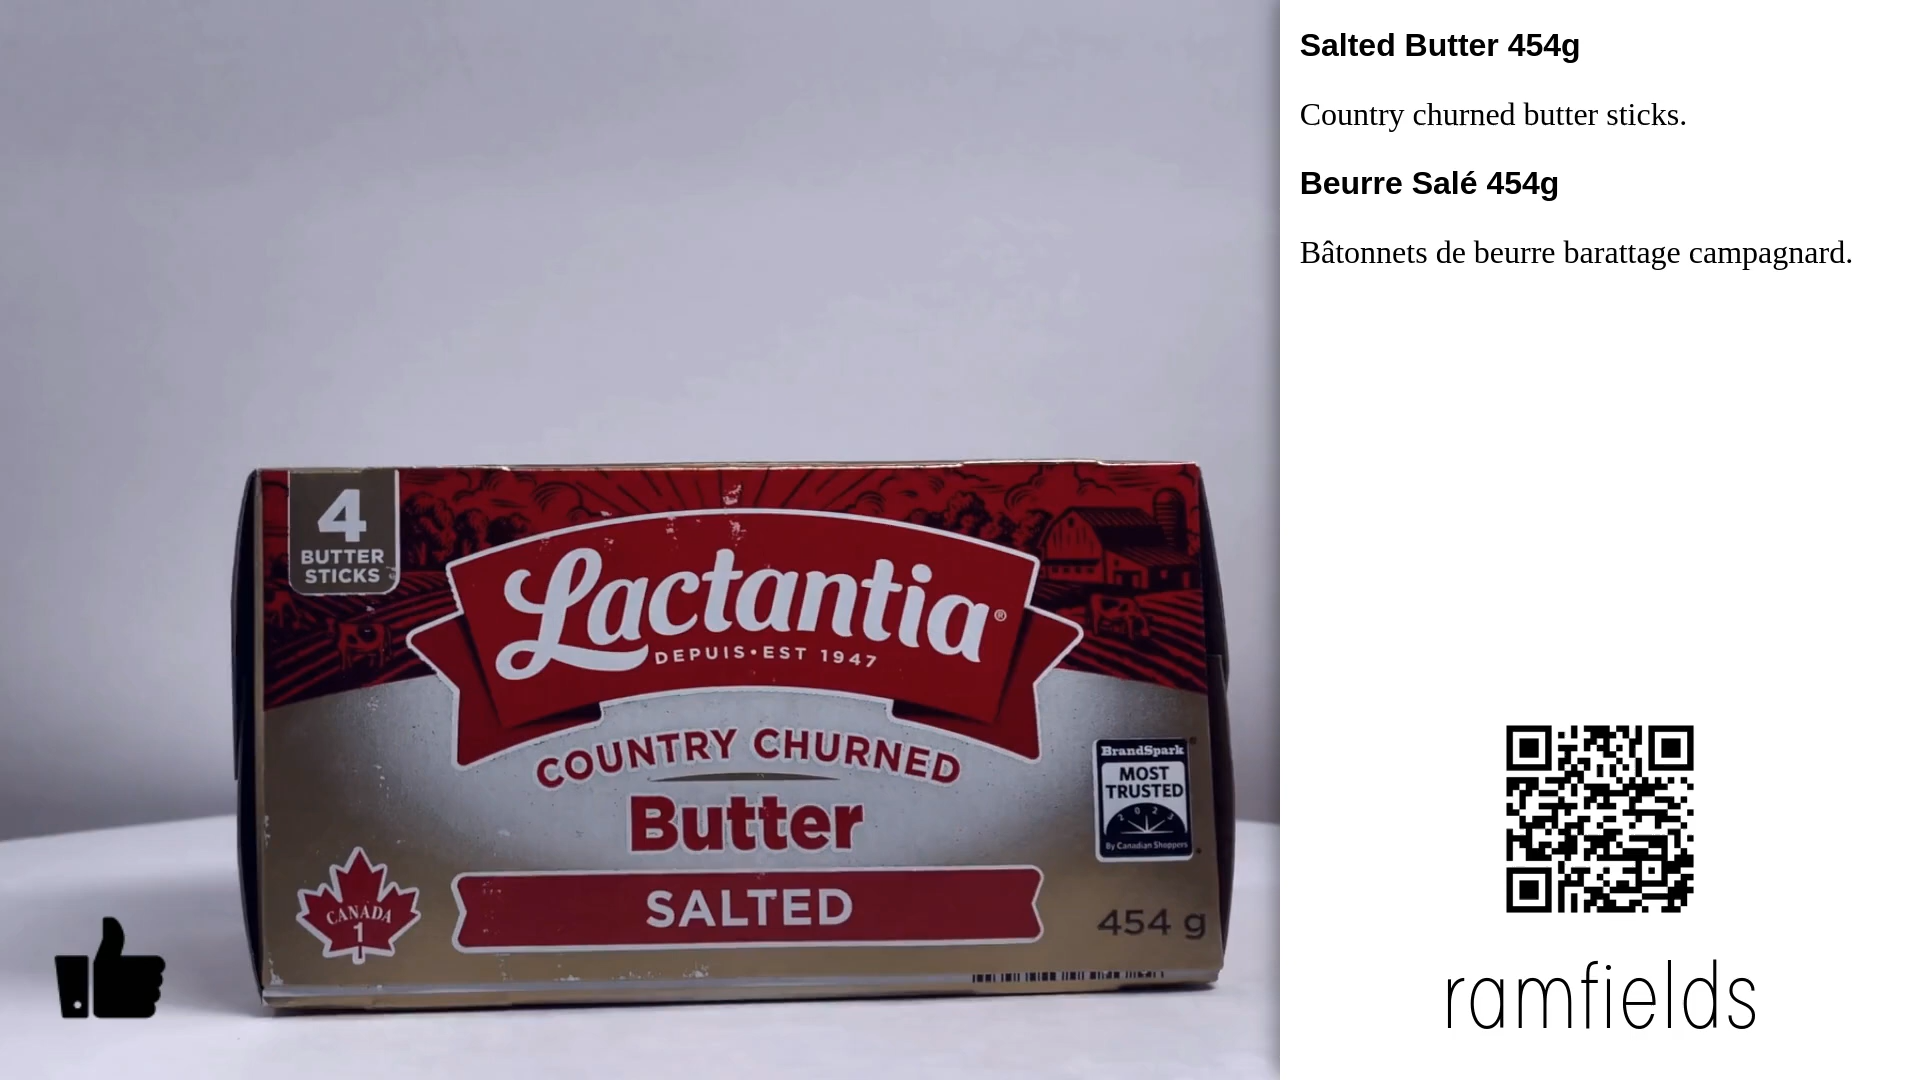 4
BUTTER
STICKS
Lactantia®
DEPUIS•EST 1947
COUNTRY CHURNED
Butter
SALTED
CANADA
1
BrandSpark®
MOST
TRUSTED
2023
By Canadian Shoppers
454 g
Salted Butter 454g
Country churned butter sticks.
Beurre Salé 454g
Bâtonnets de beurre barattage campagnard.
ramfields